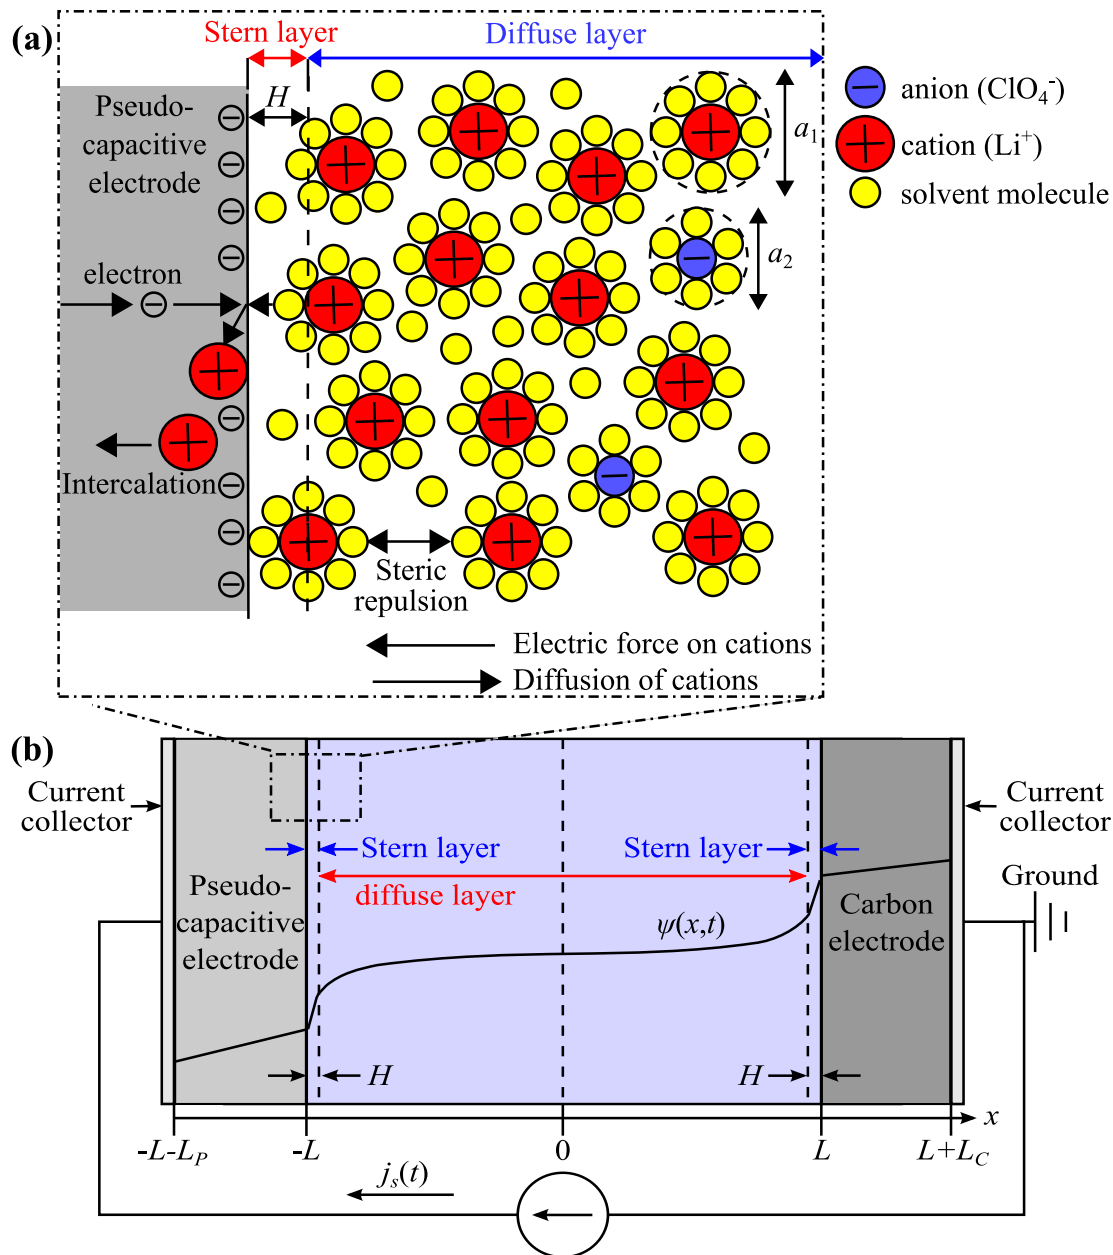 (a)
Stern layer
Diffuse layer
Pseudo-
capacitive
electrode
H
a1
a2
anion (ClO4-)
cation (Li+)
solvent molecule
electron
Intercalation
Steric
repulsion
Electric force on cations
Diffusion of cations
(b)
Current
collector
Current
collector
Stern layer
Stern layer
diffuse layer
Pseudo-
capacitive
electrode
ψ(x,t)
Carbon
electrode
Ground
H
H
x
-L-LP
-L
0
L
L+LC
js(t)